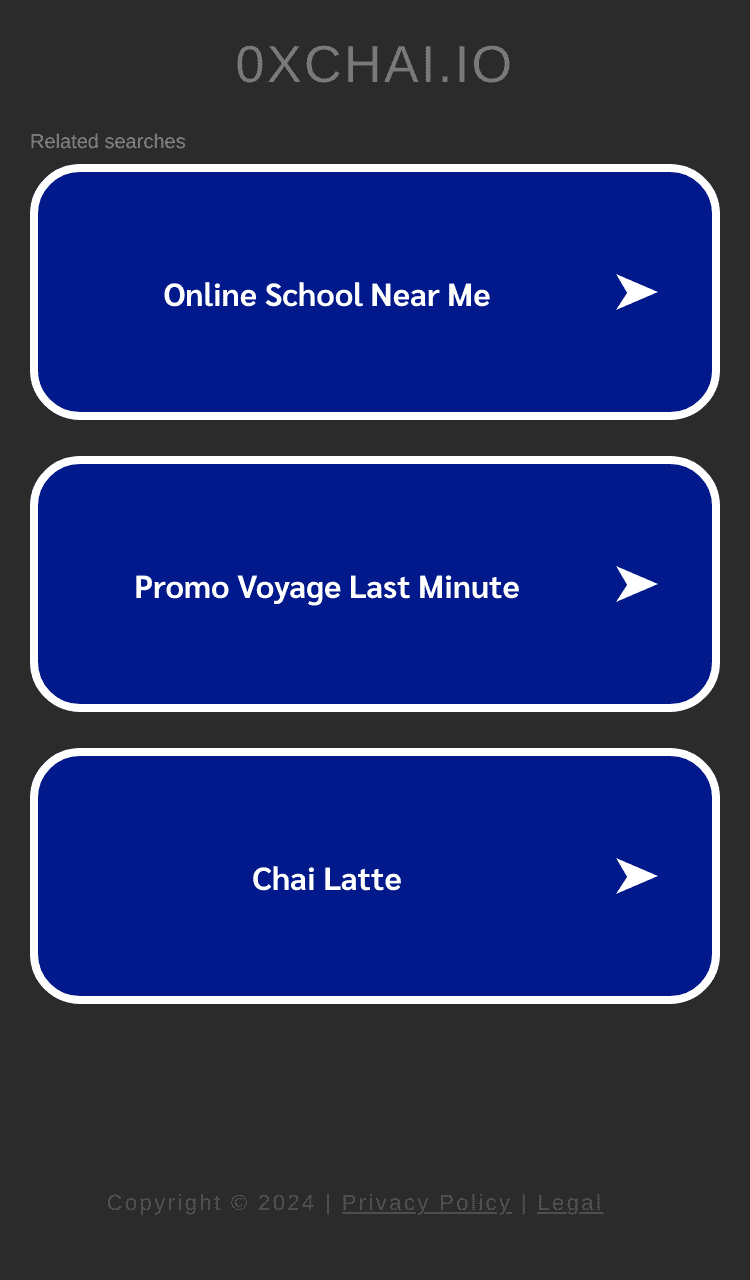 0XCHAI.IO
Related searches
Online School Near Me
Promo Voyage Last Minute
Chai Latte
Copyright © 2024 | Privacy Policy | Legal